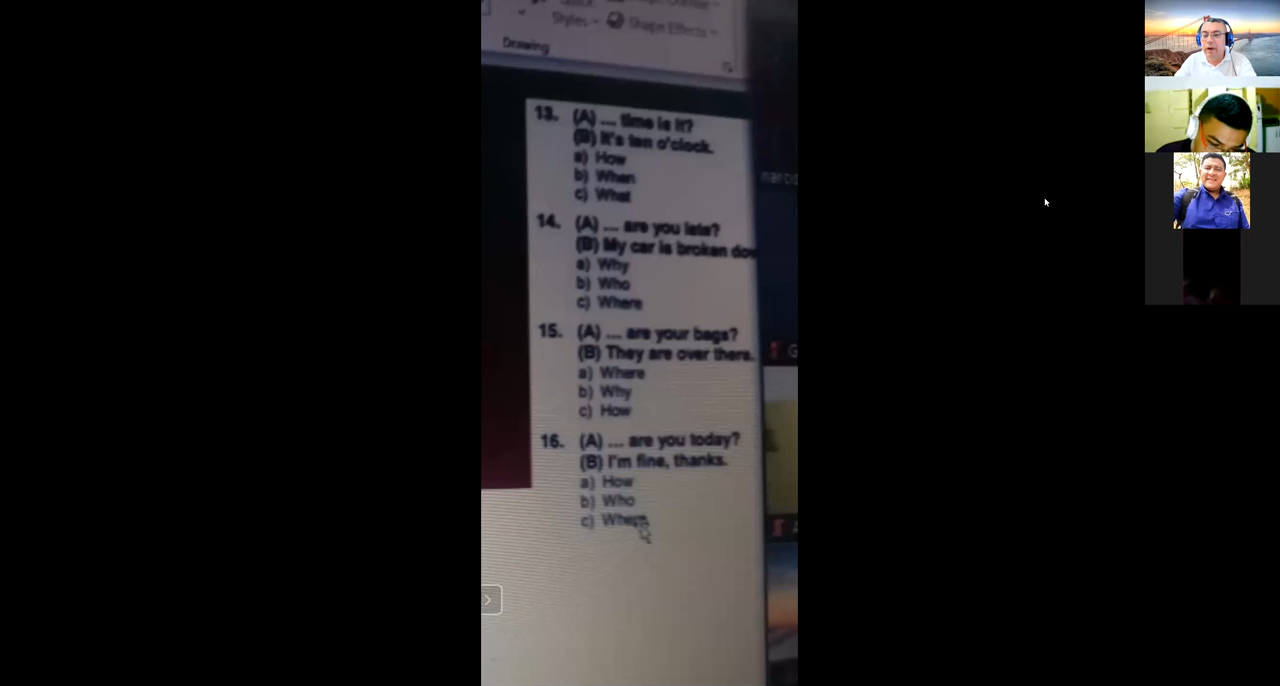 Styles
Shape Effects
Drawing
13. (A) ... time is it?
(B) It's ten o'clock.
a) How
b) When
c) What
14. (A) ... are you late?
(B) My car is broken dow
a) Why
b) Who
c) Where
15. (A) ... are your bags?
(B) They are over there.
a) Where
b) Why
c) How
16. (A) ... are you today?
(B) I'm fine, thanks.
a) How
b) Who
c)